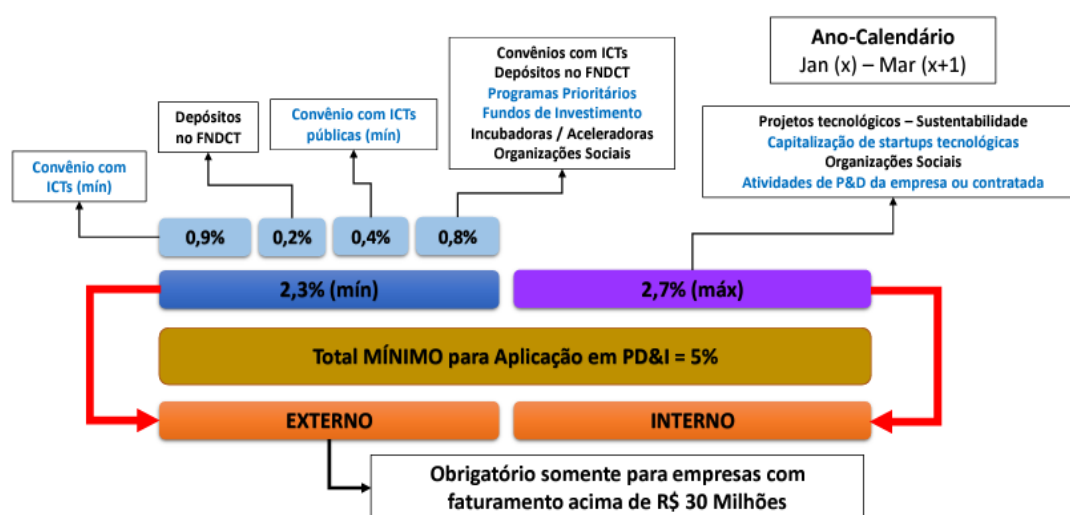 Ano-Calendário
Jan (x) – Mar (x+1)
Convênios com ICTs
Depósitos no FNDCT
Programas Prioritários
Fundos de Investimento
Incubadoras / Aceleradoras
Organizações Sociais
Depósitos
no FNDCT
Convênio com ICTs
públicas (mín)
Convênio com
ICTs (mín)
Projetos tecnológicos – Sustentabilidade
Capitalização de startups tecnológicas
Organizações Sociais
Atividades de P&D da empresa ou contratada
0,9%
0,2%
0,4%
0,8%
2,3% (mín)
2,7% (máx)
Total MÍNIMO para Aplicação em PD&I = 5%
EXTERNO
INTERNO
Obrigatório somente para empresas com
faturamento acima de R$ 30 Milhões